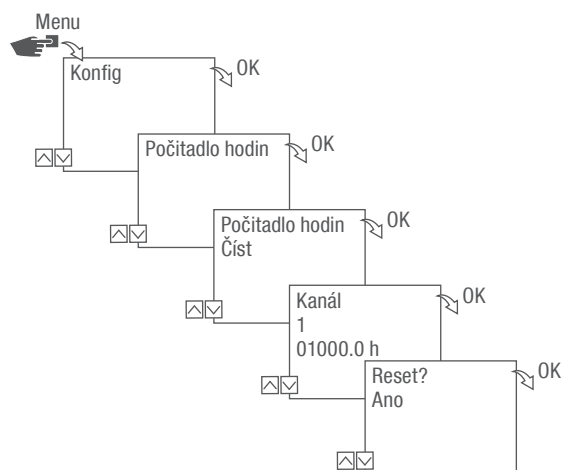 Menu
Konfig
OK
Počitadlo hodin
OK
Počitadlo hodin
Číst
OK
Kanál
1
01000.0 h
OK
Reset?
Ano
OK